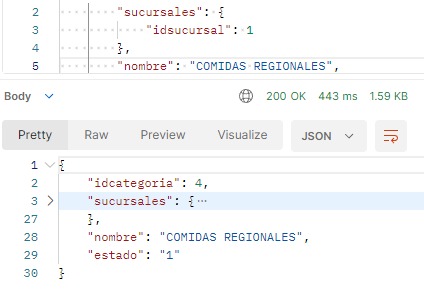 2 "sucursales": {
3 "idsucursal": 1
4 },
5 "nombre": "COMIDAS REGIONALES",
Body 200 OK 443 ms 1.59 KB
Pretty Raw Preview Visualize JSON
1 {
2 "idcategoria": 4,
3 "sucursales": {⋯
27 },
28 "nombre": "COMIDAS REGIONALES",
29 "estado": "1"
30 }